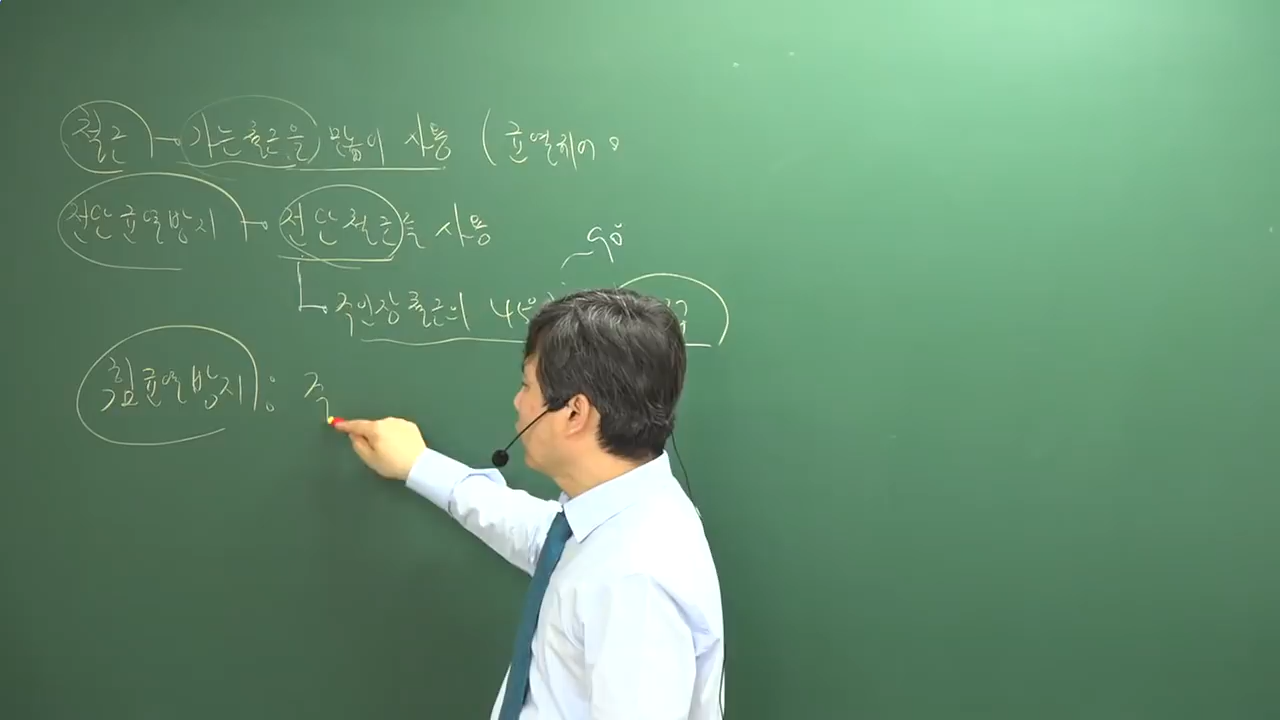 철근 → 가는 철근을 많이 사용 (균열제어
전단균열방지 → 전단철근을 사용
90°
주인장철근의 45°
휨균열방지: 주